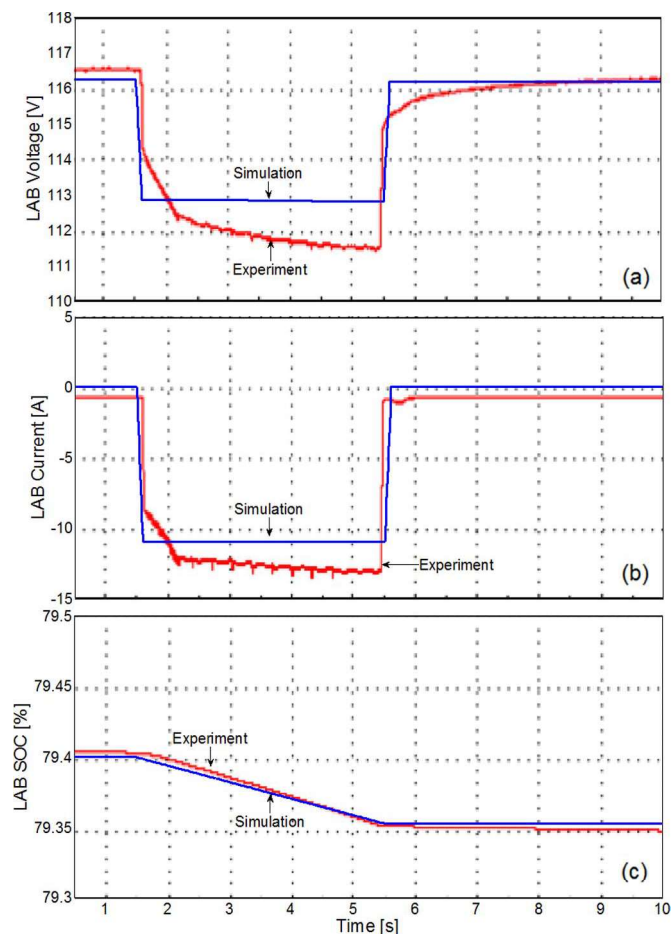 118
117
116
115
114
113
112
111
110
LAB Voltage [V]
Simulation
Experiment
(a)
5
0
-5
-10
-15
LAB Current [A]
Simulation
Experiment
(b)
79.5
79.45
79.4
79.35
79.3
LAB SOC [%]
Experiment
Simulation
(c)
1 2 3 4 5 6 7 8 9 10
Time [s]